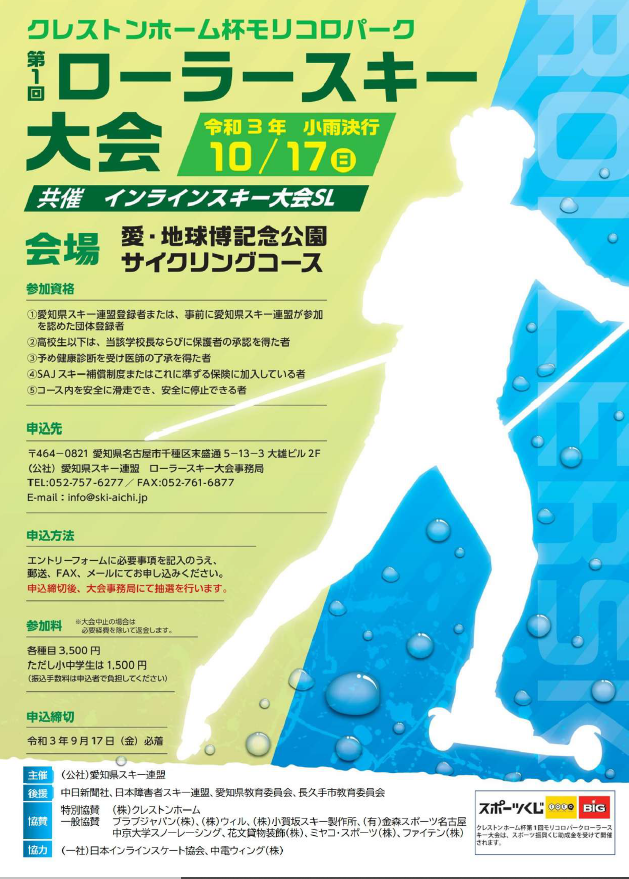 クレストンホーム杯モリコロパーク
第1回 ローラースキー
大会
令和3年 小雨決行
10/17日
共催 インラインスキー大会SL
会場
愛・地球博記念公園
サイクリングコース
参加資格
①愛知県スキー連盟登録者または、事前に愛知県スキー連盟が参加
を認めた団体登録者
②高校生以下は、当該学校長ならびに保護者の承認を得た者
③予め健康診断を受け医師の了承を得た者
④SAJスキー補償制度またはこれに準ずる保険に加入している者
⑤コース内を安全に滑走でき、安全に停止できる者
申込先
〒464-0821 愛知県名古屋市千種区末盛通5-13-3 大雄ビル2F
(公社)愛知県スキー連盟 ローラースキー大会事務局
TEL:052-757-6277/FAX:052-761-6877
E-mail:info@ski-aichi.jp
申込方法
エントリーフォームに必要事項を記入のうえ、
郵送、FAX、メールにてお申し込みください。
申込締切後、大会事務局にて抽選を行います。
参加料 ※大会中止の場合は
必要経費を除いて返金します。
各種目3,500円
ただし小中学生は1,500円
(振込手数料は申込者で負担してください)
申込締切
令和3年9月17日(金)必着
主催 (公社)愛知県スキー連盟
後援 中日新聞社、日本障害者スキー連盟、愛知県教育委員会、長久手市教育委員会
協賛 特別協賛 (株)クレストンホーム
一般協賛 ブラブジャパン(株)、(株)ウィル、(株)小賀坂スキー製作所、(有)金森スポーツ名古屋
中京大学スノーレーシング、花文貨物装飾(株)、ミヤコ・スポーツ(株)、ファイテン(株)
協力 (一社)日本インラインスケート協会、中電ウィング(株)
スポーツくじ BIG
クレストンホーム杯第1回モリコロパークローラース
キー大会は、スポーツ振興くじ助成金を受けて開催
されます。
ROLLERSK